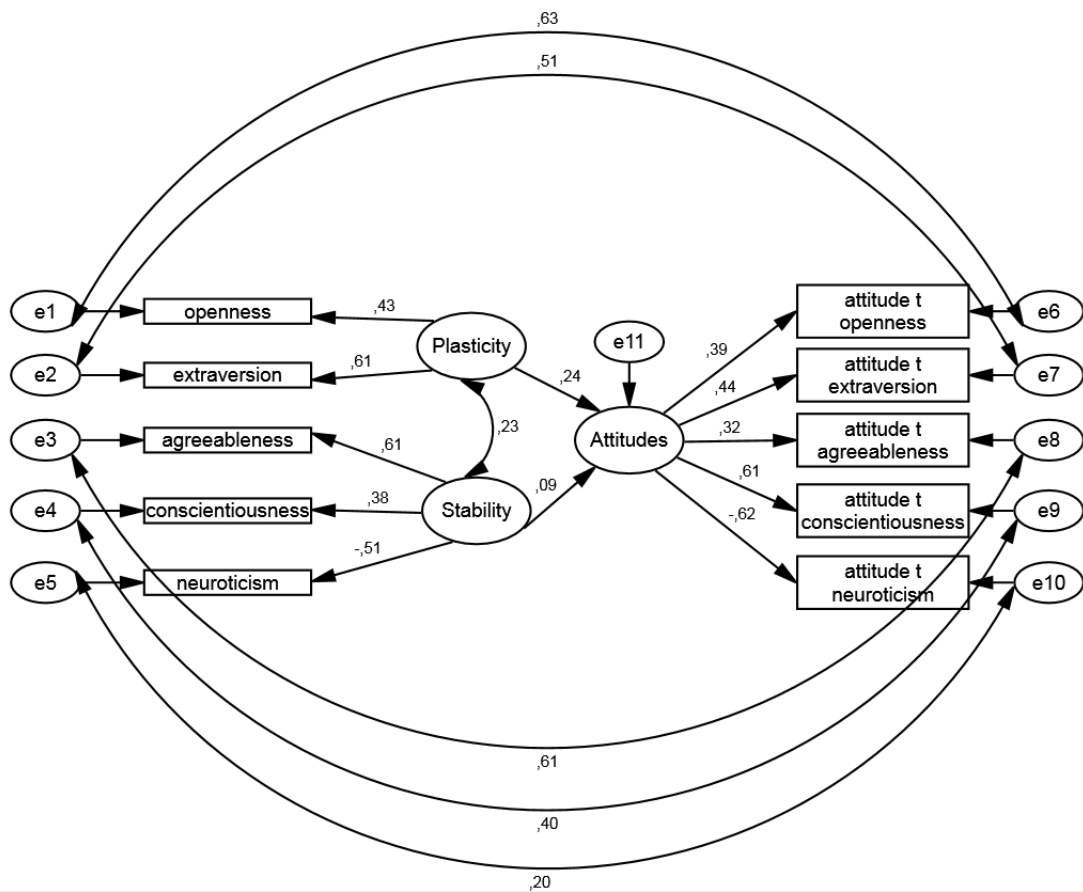 ,63
,51
e1
openness
,43
Plasticity
e11
,39
attitude t
openness
e6
e2
extraversion
,61
,24
,44
attitude t
extraversion
e7
e3
agreeableness
,61
,23
Attitudes
,32
attitude t
agreeableness
e8
e4
conscientiousness
,38
Stability
,09
,61
attitude t
conscientiousness
e9
e5
neuroticism
-,51
-,62
attitude t
neuroticism
e10
,61
,40
,20